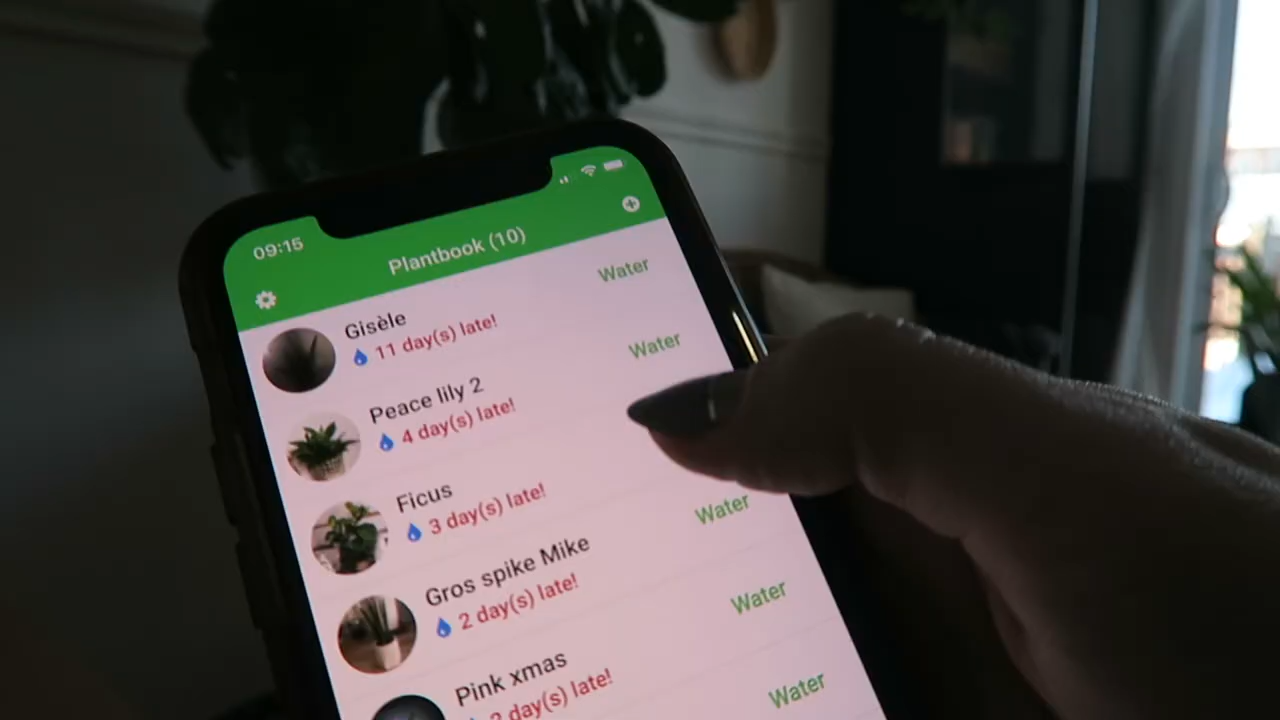 09:15
Plantbook (10)
Gisèle
11 day(s) late!
Water
Peace lily 2
4 day(s) late!
Water
Ficus
3 day(s) late!
Gros spike Mike
2 day(s) late!
Water
Pink xmas
day(s) late!
Water
Water